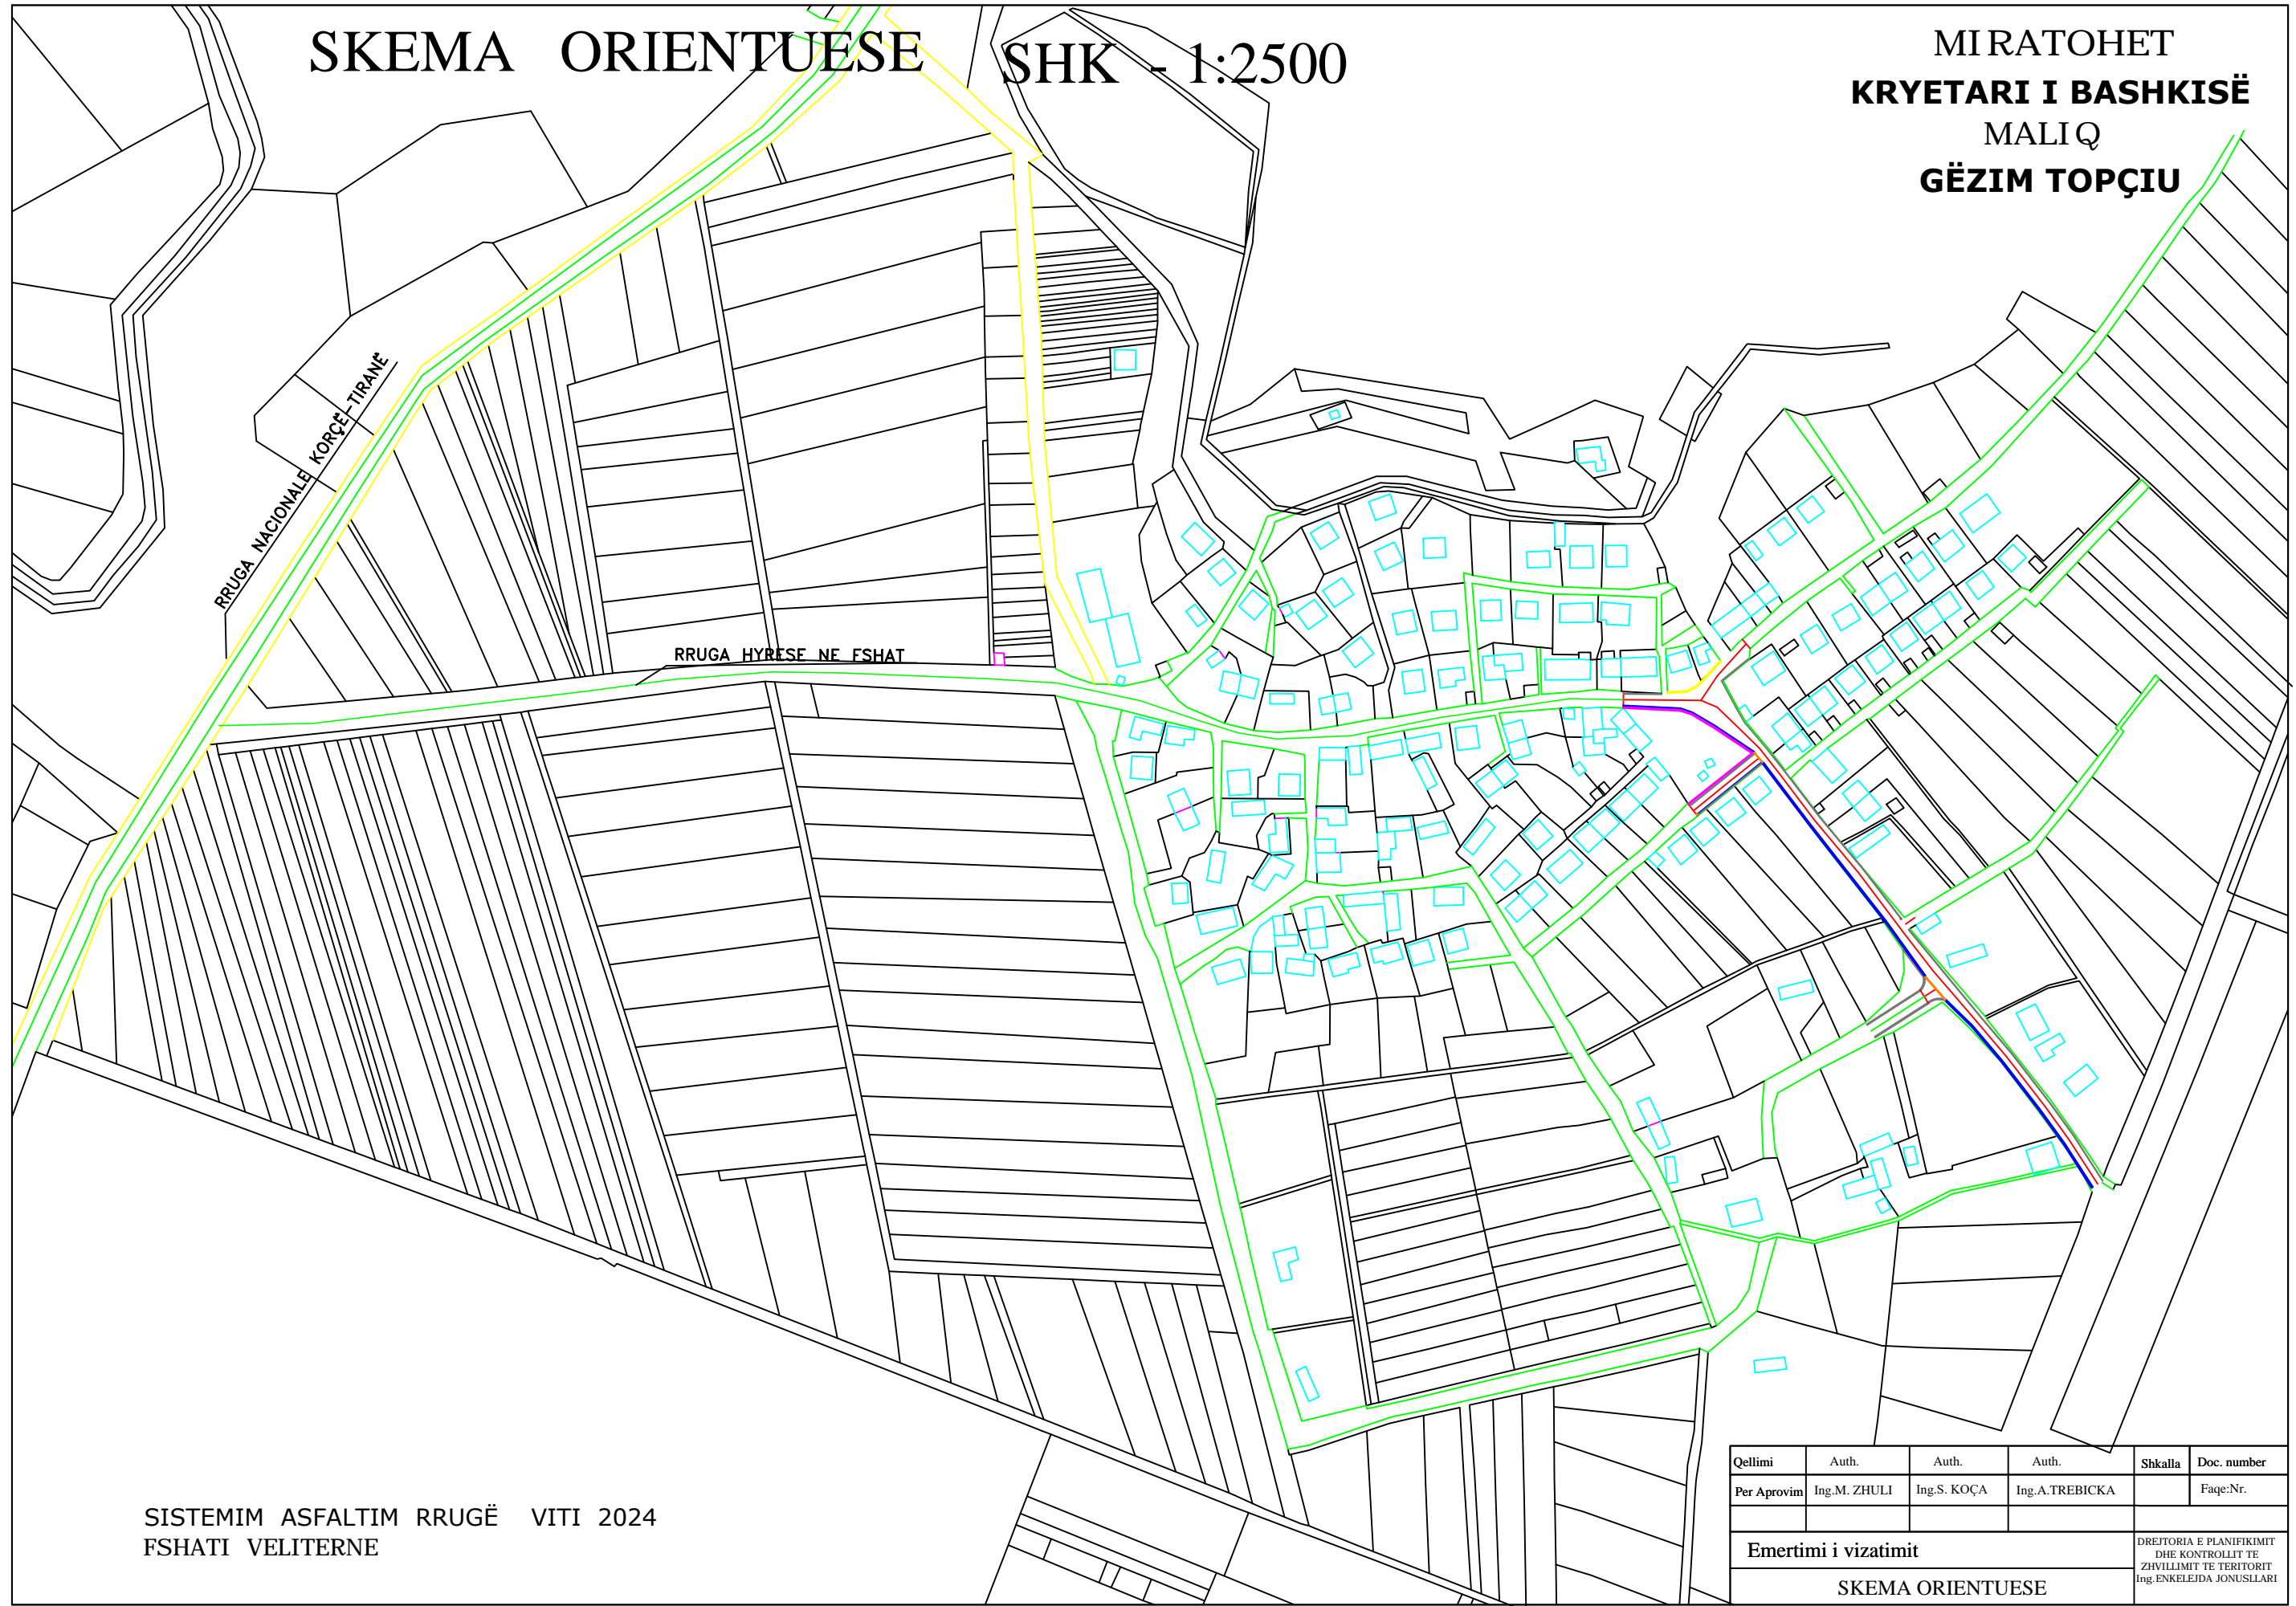 SKEMA ORIENTUESE SHK - 1:2500
MIRATOHET
KRYETARI I BASHKISË
MALIQ
GËZIM TOPÇIU
RRUGA NACIONALE KORÇË-TIRANË
RRUGA HYRESE NE FSHAT
SISTEMIM ASFALTIM RRUGË VITI 2024
FSHATI VELITERNE
Qellimi Auth. Auth. Auth. Shkalla Doc. number
Per Aprovim Ing.M. ZHULI Ing.S. KOÇA Ing.A.TREBICKA Faqe:Nr.
Emertimi i vizatimit
SKEMA ORIENTUESE
DREJTORIA E PLANIFIKIMIT
DHE KONTROLLIT TE
ZHVILLIMIT TE TERITORIT
Ing.ENKELEJDA JONUSLLARI